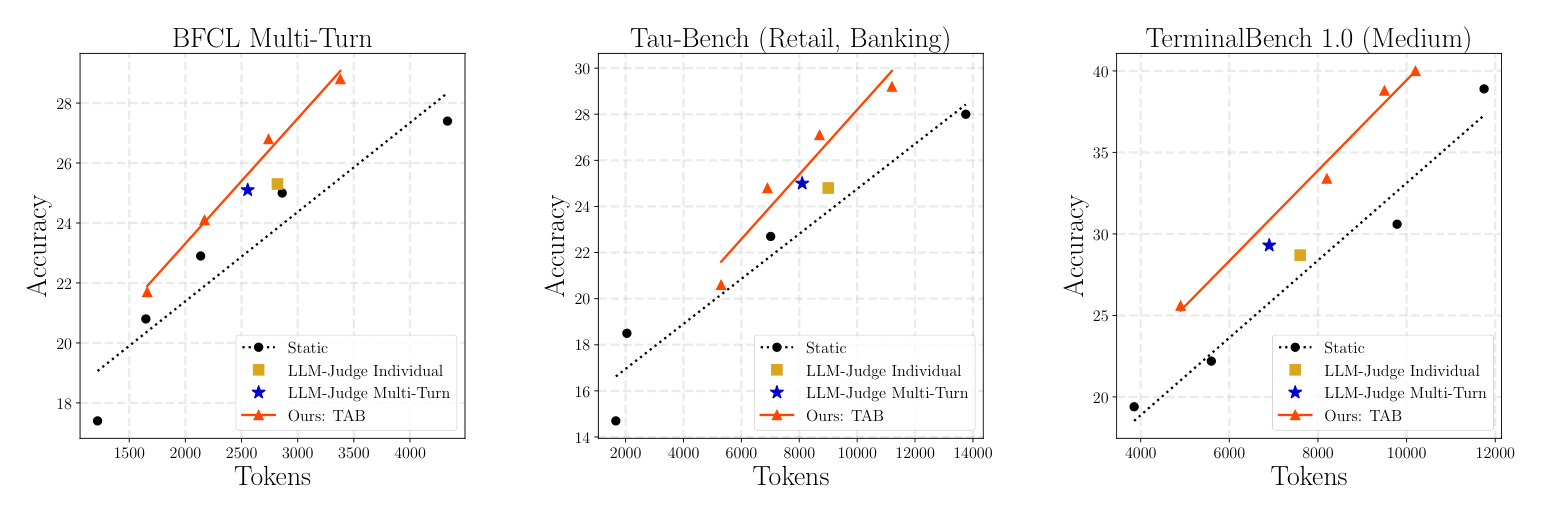 BFCL Multi-Turn
Accuracy
28
26
24
22
20
18
1500 2000 2500 3000 3500 4000
Tokens
Static
LLM-Judge Individual
LLM-Judge Multi-Turn
Ours: TAB
Tau-Bench (Retail, Banking)
Accuracy
30
28
26
24
22
20
18
16
14
2000 4000 6000 8000 10000 12000 14000
Tokens
Static
LLM-Judge Individual
LLM-Judge Multi-Turn
Ours: TAB
TerminalBench 1.0 (Medium)
Accuracy
40
35
30
25
20
4000 6000 8000 10000 12000
Tokens
Static
LLM-Judge Individual
LLM-Judge Multi-Turn
Ours: TAB